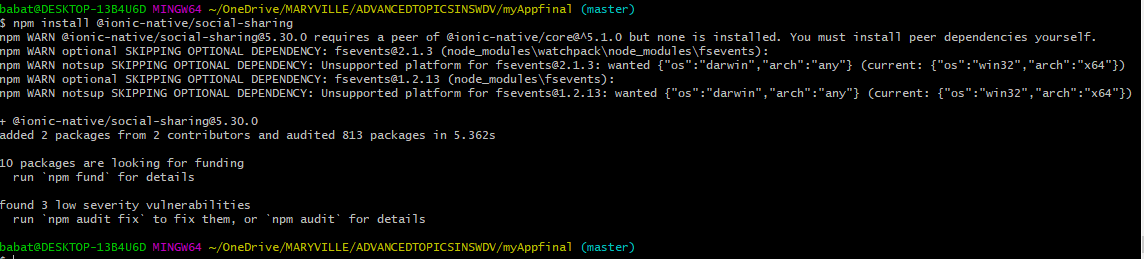 babat@DESKTOP-13B4U6D MINGW64 ~/OneDrive/MARYVILLE/ADVANCEDTOPICSINSWDV/myAppfinal (master)
$ npm install @ionic-native/social-sharing
npm WARN @ionic-native/social-sharing@5.30.0 requires a peer of @ionic-native/core@^5.1.0 but none is installed. You must install peer dependencies yourself.
npm WARN optional SKIPPING OPTIONAL DEPENDENCY: fsevents@2.1.3 (node_modules\watchpack\node_modules\fsevents):
npm WARN notsup SKIPPING OPTIONAL DEPENDENCY: Unsupported platform for fsevents@2.1.3: wanted {"os":"darwin","arch":"any"} (current: {"os":"win32","arch":"x64"})
npm WARN optional SKIPPING OPTIONAL DEPENDENCY: fsevents@1.2.13 (node_modules\fsevents):
npm WARN notsup SKIPPING OPTIONAL DEPENDENCY: Unsupported platform for fsevents@1.2.13: wanted {"os":"darwin","arch":"any"} (current: {"os":"win32","arch":"x64"})
+ @ionic-native/social-sharing@5.30.0
added 2 packages from 2 contributors and audited 813 packages in 5.362s
10 packages are looking for funding
run `npm fund` for details
found 3 low severity vulnerabilities
run `npm audit fix` to fix them, or `npm audit` for details
babat@DESKTOP-13B4U6D MINGW64 ~/OneDrive/MARYVILLE/ADVANCEDTOPICSINSWDV/myAppfinal (master)
$